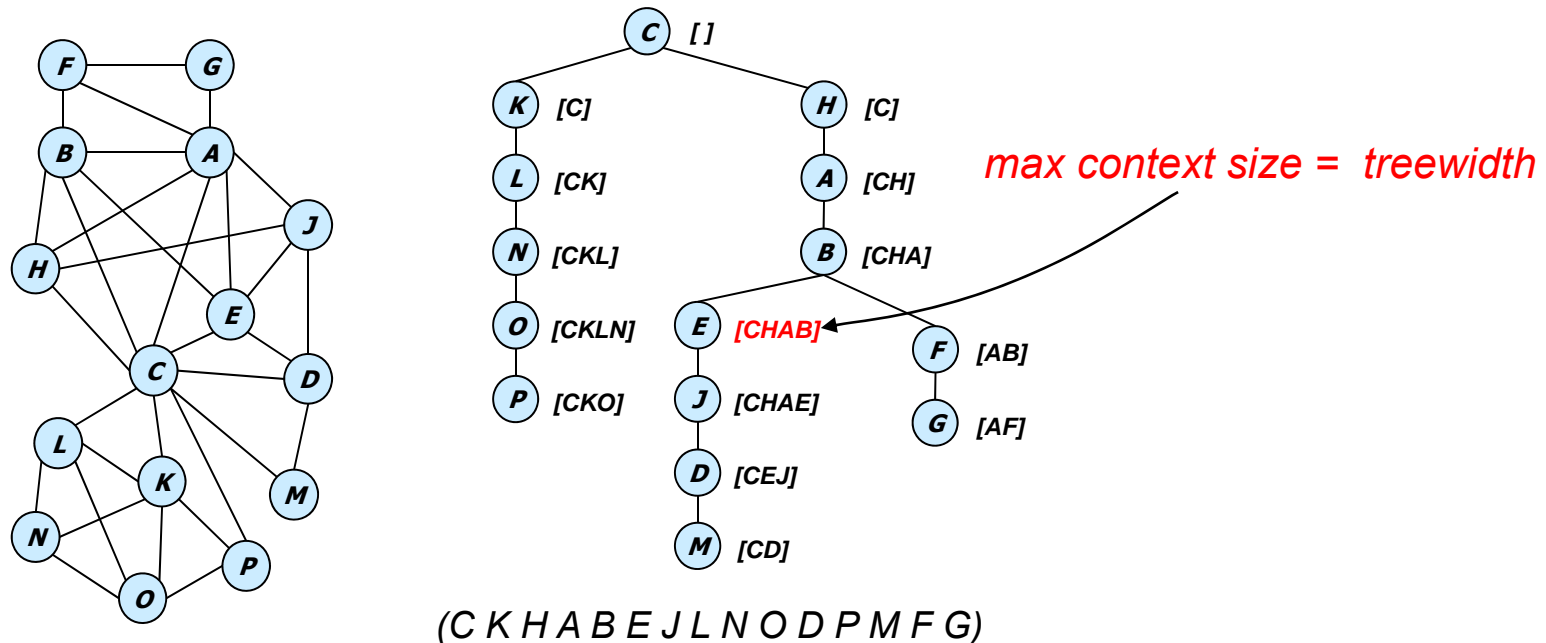 F G
B A
J
H
E
C D
L
K M
N
P
O
C [ ]
K [C] H [C]
L [CK] A [CH]
N [CKL] B [CHA]
O [CKLN] E [CHAB] F [AB]
P [CKO] J [CHAE] G [AF]
D [CEJ]
M [CD]
max context size = treewidth
(C K H A B E J L N O D P M F G)